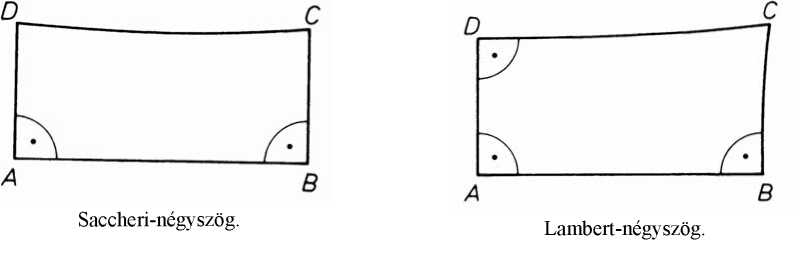 D C
A B
Saccheri-négyszög.
D C
A B
Lambert-négyszög.